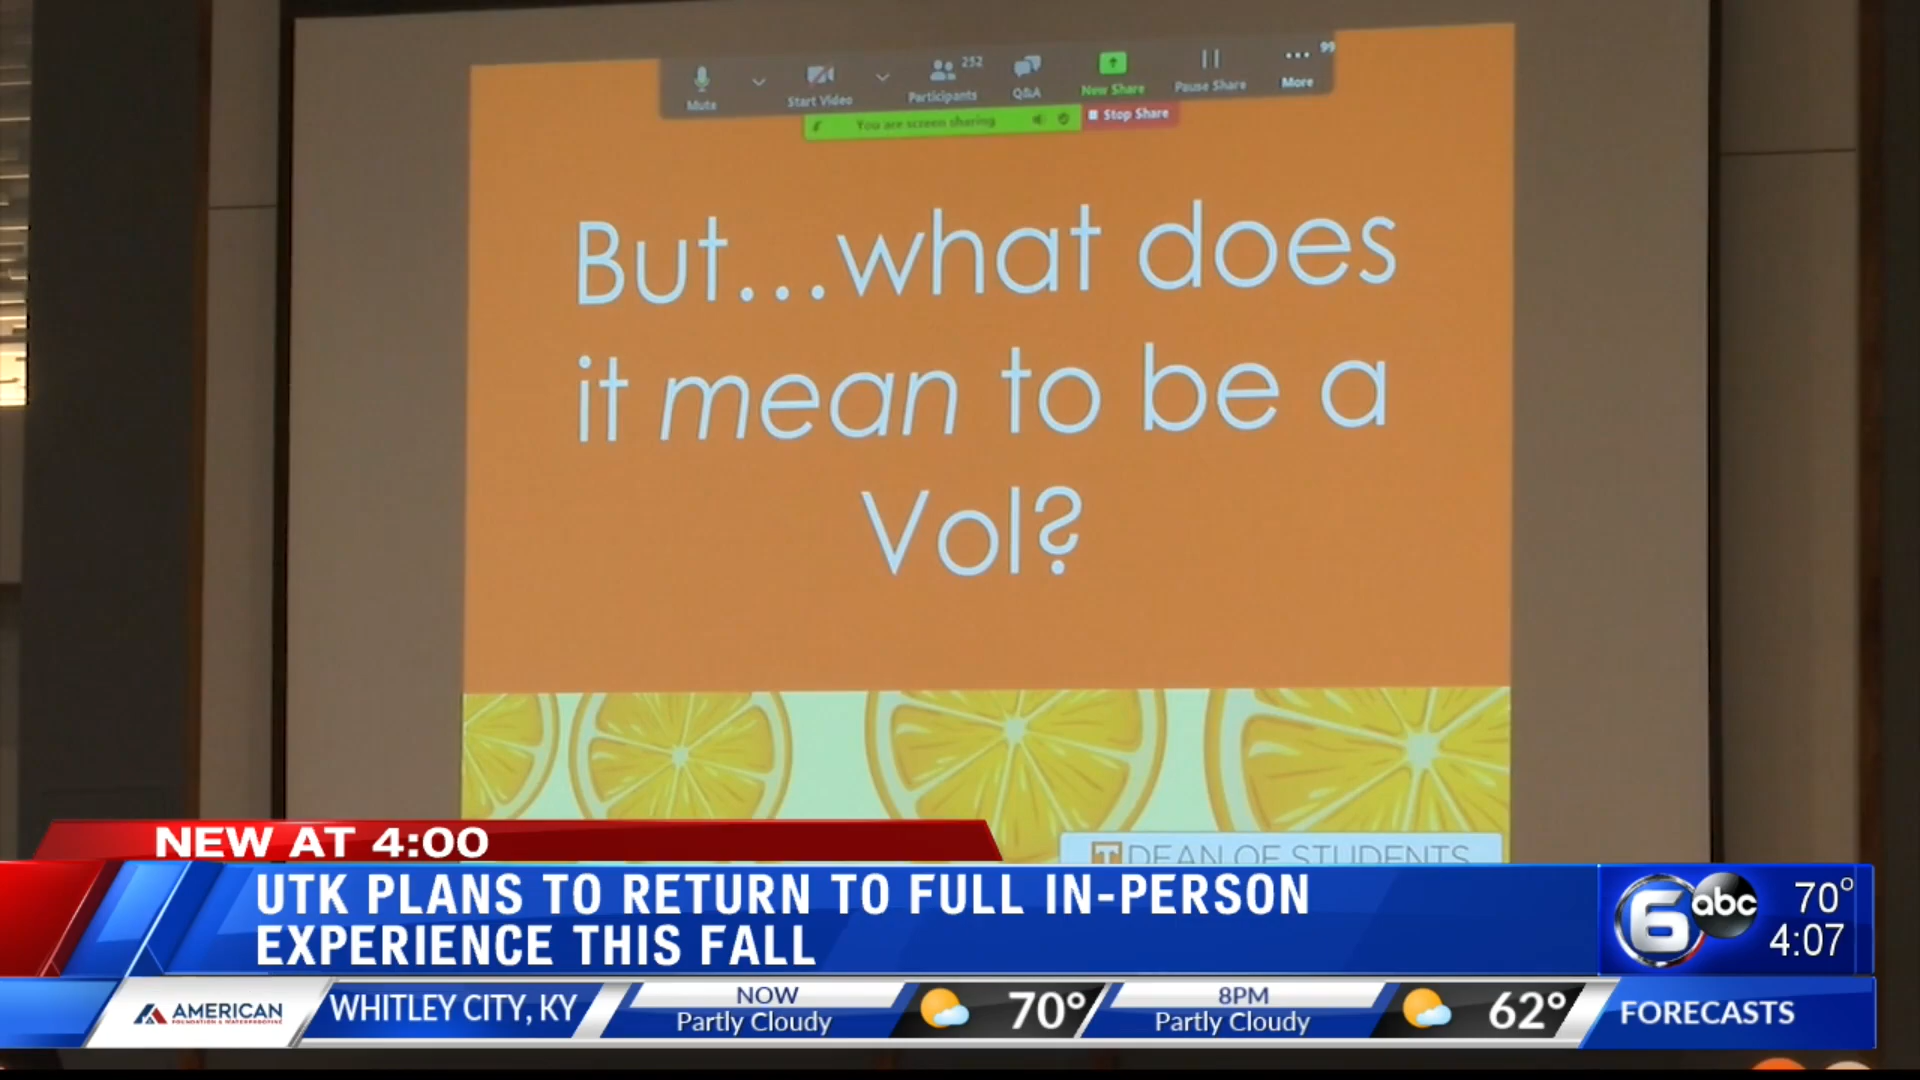 Mute
Start Video
Participants
252
Q&A
New Share
Pause Share
More
99
You are screen sharing
Stop Share
But...what does
it mean to be a
Vol?
T DEAN OF STUDENTS
NEW AT 4:00
UTK PLANS TO RETURN TO FULL IN-PERSON
EXPERIENCE THIS FALL
6 abc
70°
4:07
AMERICAN
FOUNDATION & WATERPROOFING
WHITLEY CITY, KY
NOW
Partly Cloudy
70°
8PM
Partly Cloudy
62°
FORECASTS